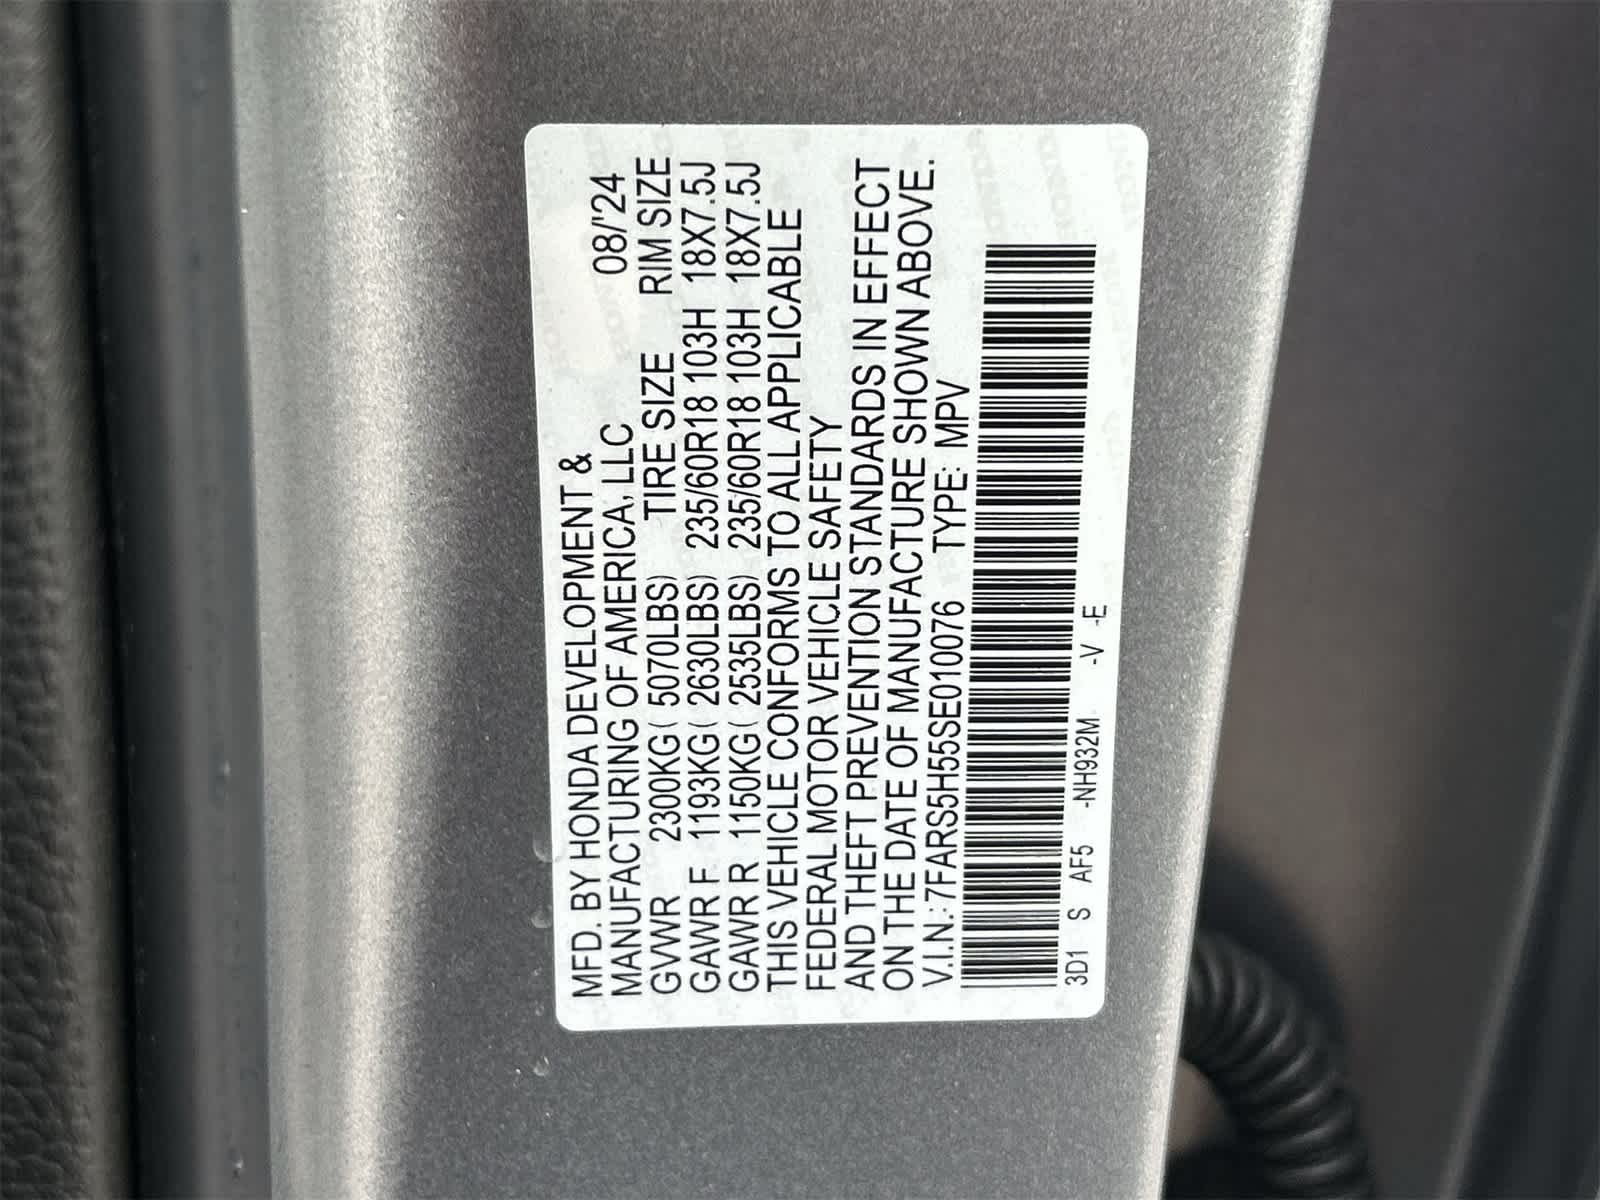 MFD. BY HONDA DEVELOPMENT &
MANUFACTURING OF AMERICA, LLC 08/'24
GVWR 2300KG ( 5070LBS) TIRE SIZE RIM SIZE
GAWR F 1193KG ( 2630LBS) 235/60R18 103H 18X7.5J
GAWR R 1150KG ( 2535LBS) 235/60R18 103H 18X7.5J
THIS VEHICLE CONFORMS TO ALL APPLICABLE
FEDERAL MOTOR VEHICLE SAFETY
AND THEFT PREVENTION STANDARDS IN EFFECT
ON THE DATE OF MANUFACTURE SHOWN ABOVE.
V.I.N.: 7FARS5H55SE010076 TYPE: MPV
3D1 S AF5 -NH932M -V -E